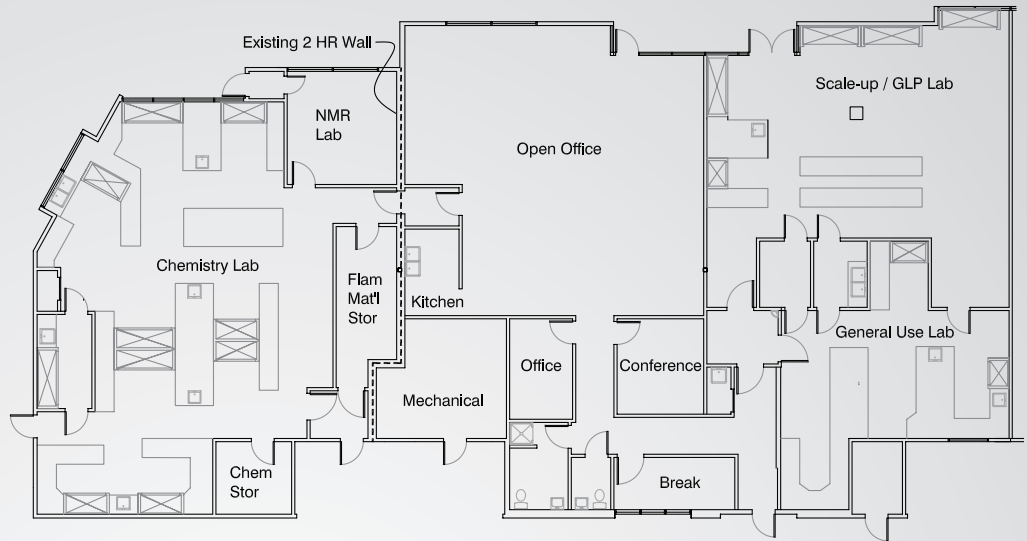 Existing 2 HR Wall
Scale-up / GLP Lab
NMR
Lab
Open Office
Chemistry Lab
Flam
Mat'l
Stor
Kitchen
General Use Lab
Office
Conference
Mechanical
Chem
Stor
Break